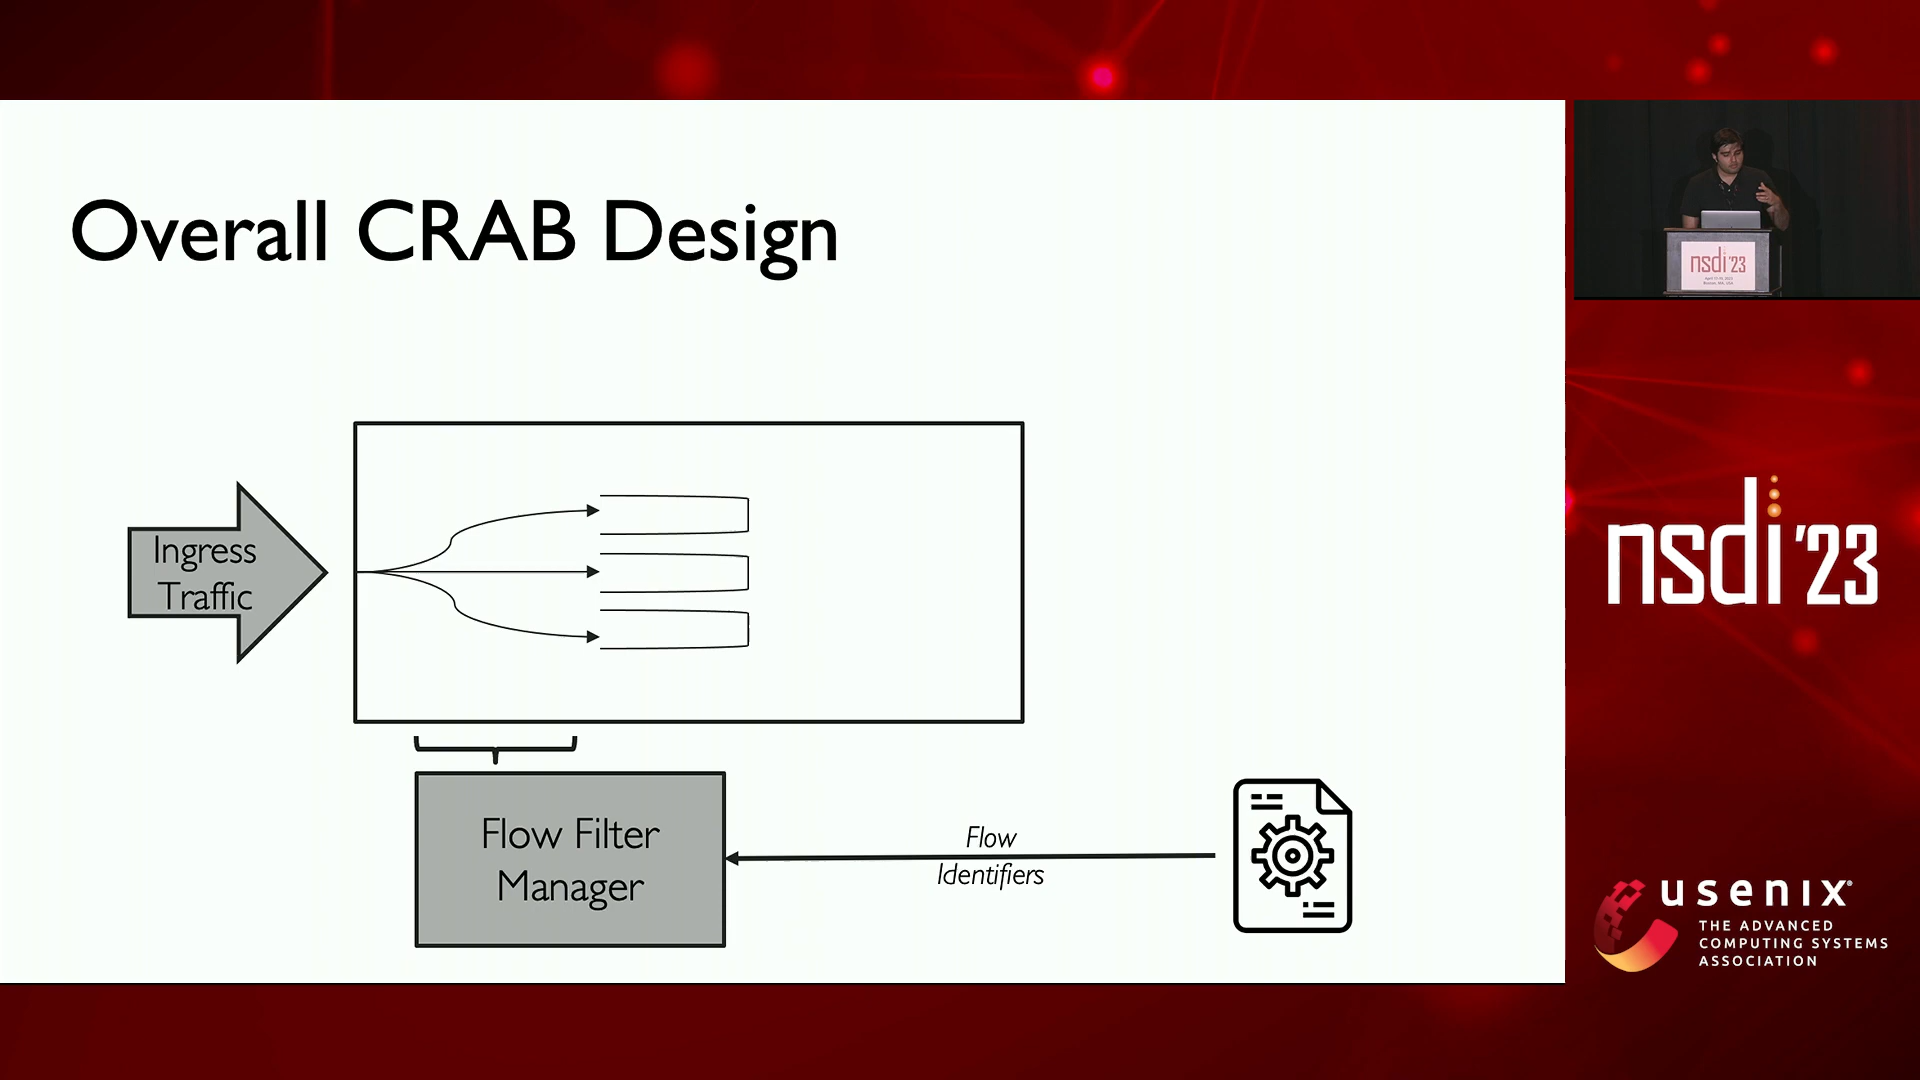 Overall CRAB Design
Ingress
Traffic
Flow Filter
Manager
Flow
Identifiers
nsdi'23
nsdi '23
usenix®
THE ADVANCED
COMPUTING SYSTEMS
ASSOCIATION